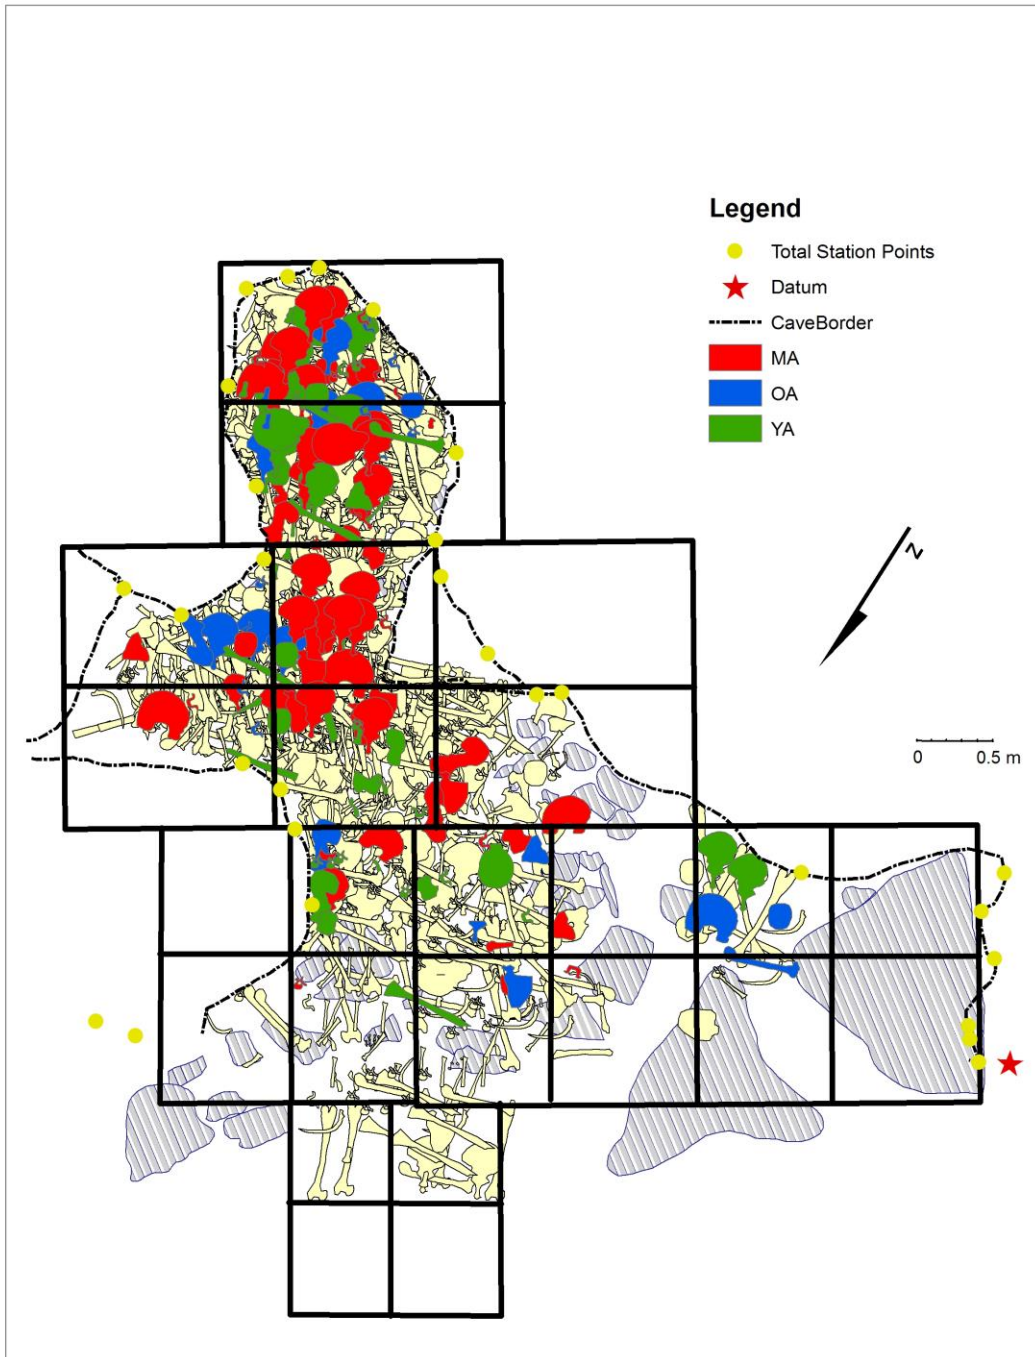 Legend
Total Station Points
Datum
CaveBorder
MA
OA
YA
N
0 0.5 m